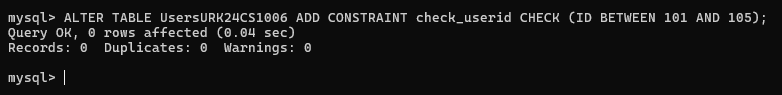 mysql> ALTER TABLE UsersURK24CS1006 ADD CONSTRAINT check_userid CHECK (ID BETWEEN 101 AND 105);
Query OK, 0 rows affected (0.04 sec)
Records: 0  Duplicates: 0  Warnings: 0
mysql>